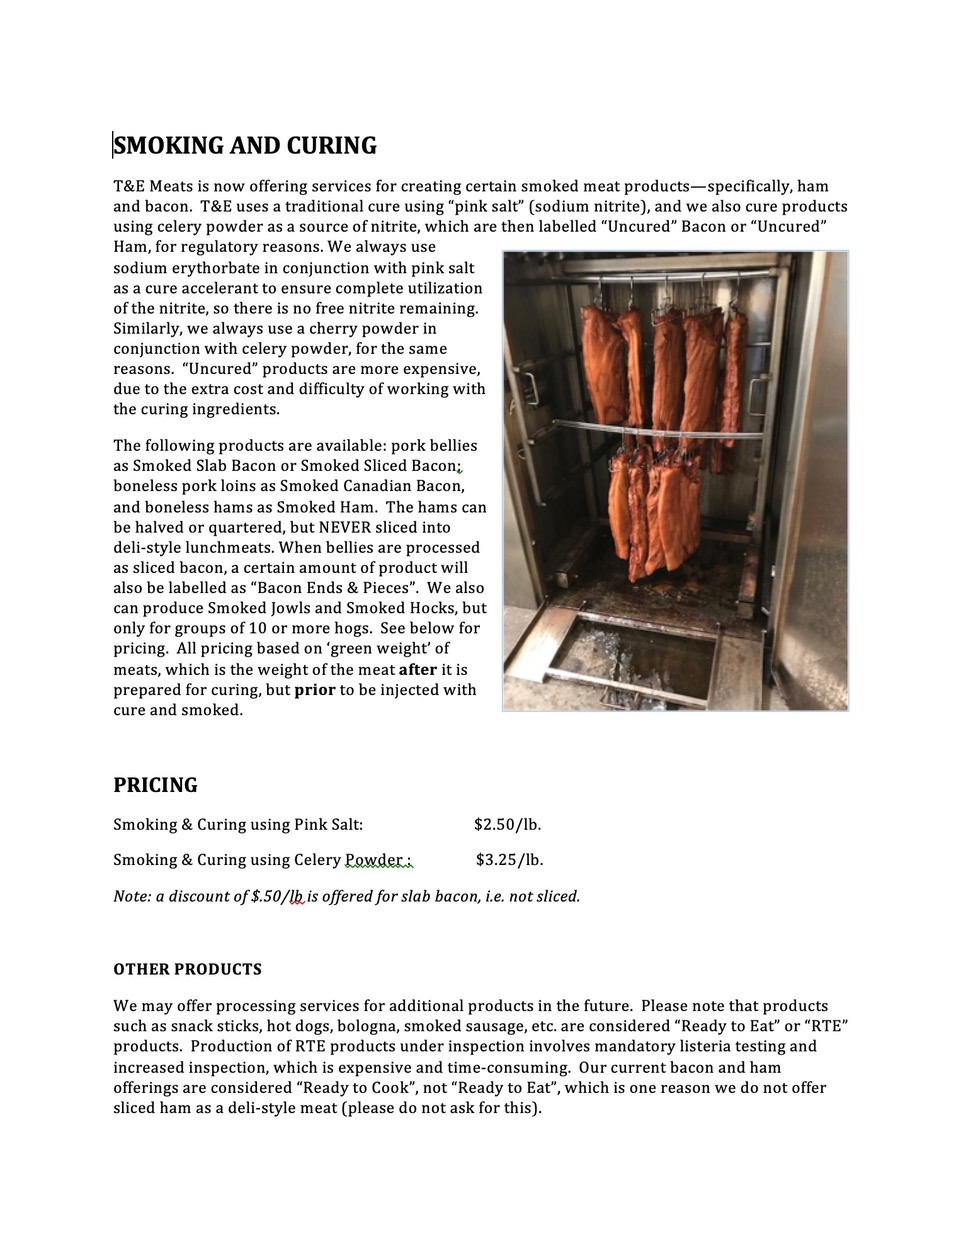 SMOKING AND CURING
T&E Meats is now offering services for creating certain smoked meat products—specifically, ham
and bacon.  T&E uses a traditional cure using “pink salt” (sodium nitrite), and we also cure products
using celery powder as a source of nitrite, which are then labelled “Uncured” Bacon or “Uncured”
Ham, for regulatory reasons. We always use
sodium erythorbate in conjunction with pink salt
as a cure accelerant to ensure complete utilization
of the nitrite, so there is no free nitrite remaining.
Similarly, we always use a cherry powder in
conjunction with celery powder, for the same
reasons.  “Uncured” products are more expensive,
due to the extra cost and difficulty of working with
the curing ingredients.
The following products are available: pork bellies
as Smoked Slab Bacon or Smoked Sliced Bacon;
boneless pork loins as Smoked Canadian Bacon,
and boneless hams as Smoked Ham.  The hams can
be halved or quartered, but NEVER sliced into
deli-style lunchmeats. When bellies are processed
as sliced bacon, a certain amount of product will
also be labelled as “Bacon Ends & Pieces”.  We also
can produce Smoked Jowls and Smoked Hocks, but
only for groups of 10 or more hogs.  See below for
pricing.  All pricing based on ‘green weight’ of
meats, which is the weight of the meat after it is
prepared for curing, but prior to be injected with
cure and smoked.
PRICING
Smoking & Curing using Pink Salt: $2.50/lb.
Smoking & Curing using Celery Powder : $3.25/lb.
Note: a discount of $.50/lb is offered for slab bacon, i.e. not sliced.
OTHER PRODUCTS
We may offer processing services for additional products in the future.  Please note that products
such as snack sticks, hot dogs, bologna, smoked sausage, etc. are considered “Ready to Eat” or “RTE”
products.  Production of RTE products under inspection involves mandatory listeria testing and
increased inspection, which is expensive and time-consuming.  Our current bacon and ham
offerings are considered “Ready to Cook”, not “Ready to Eat”, which is one reason we do not offer
sliced ham as a deli-style meat (please do not ask for this).